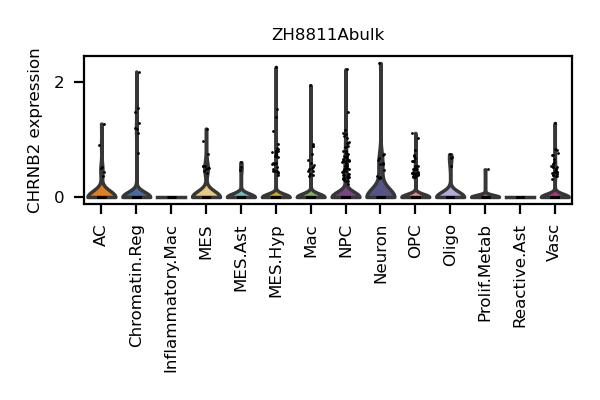 ZH8811Abulk
CHRNB2 expression
2
0
AC
Chromatin.Reg
Inflammatory.Mac
MES
MES.Ast
MES.Hyp
Mac
NPC
Neuron
OPC
Oligo
Prolif.Metab
Reactive.Ast
Vasc